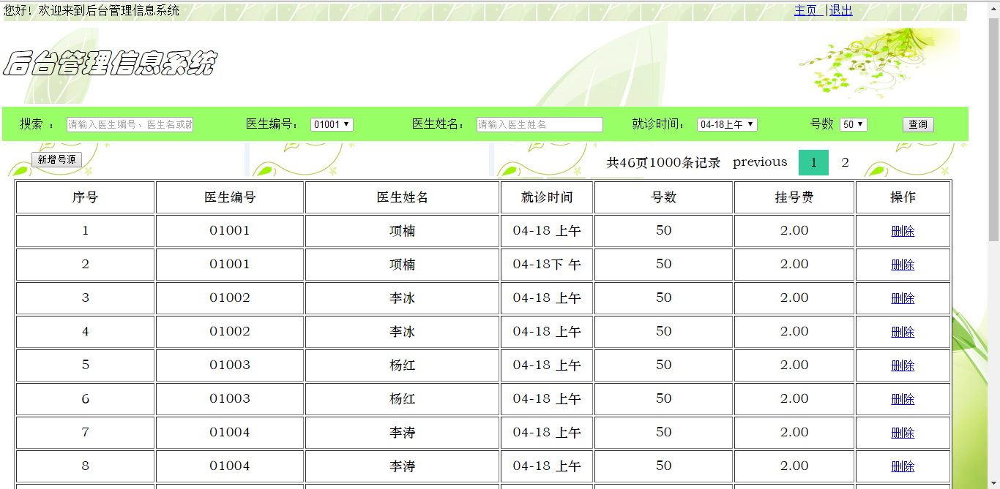 您好！欢迎来到后台管理信息系统 主页 |退出
后台管理信息系统
搜索 ： 请输入医生编号、医生名或就 医生编号： 01001 医生姓名： 请输入医生姓名 就诊时间： 04-18上午 号数 50 查询
新增号源 共46页1000条记录 previous 1 2
序号 医生编号 医生姓名 就诊时间 号数 挂号费 操作
1 01001 项楠 04-18 上午 50 2.00 删除
2 01001 项楠 04-18下 午 50 2.00 删除
3 01002 李冰 04-18 上午 50 2.00 删除
4 01002 李冰 04-18 上午 50 2.00 删除
5 01003 杨红 04-18 上午 50 2.00 删除
6 01003 杨红 04-18 上午 50 2.00 删除
7 01004 李涛 04-18 上午 50 2.00 删除
8 01004 李涛 04-18 上午 50 2.00 删除